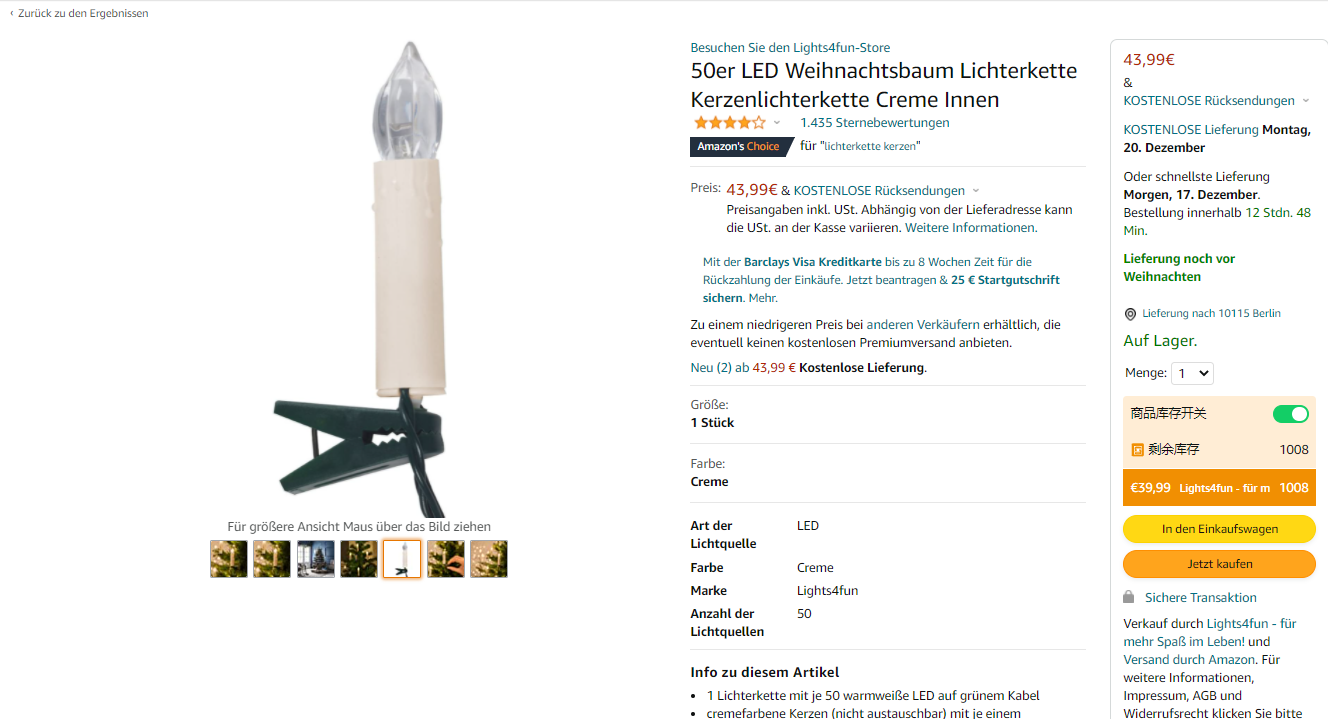 ‹ Zurück zu den Ergebnissen
Für größere Ansicht Maus über das Bild ziehen
Besuchen Sie den Lights4fun-Store
50er LED Weihnachtsbaum Lichterkette
Kerzenlichterkette Creme Innen
1.435 Sternebewertungen
Amazon's Choice für "lichterkette kerzen"
Preis: 43,99€ & KOSTENLOSE Rücksendungen
Preisangaben inkl. USt. Abhängig von der Lieferadresse kann
die USt. an der Kasse variieren. Weitere Informationen.
Mit der Barclays Visa Kreditkarte bis zu 8 Wochen Zeit für die
Rückzahlung der Einkäufe. Jetzt beantragen & 25 € Startgutschrift
sichern. Mehr.
Zu einem niedrigeren Preis bei anderen Verkäufern erhältlich, die
eventuell keinen kostenlosen Premiumversand anbieten.
Neu (2) ab 43,99 € Kostenlose Lieferung.
Größe:
1 Stück
Farbe:
Creme
Art der LED
Lichtquelle
Farbe Creme
Marke Lights4fun
Anzahl der 50
Lichtquellen
Info zu diesem Artikel
• 1 Lichterkette mit je 50 warmweiße LED auf grünem Kabel
• cremefarbene Kerzen (nicht austauschbar) mit je einem
43,99€
&
KOSTENLOSE Rücksendungen
KOSTENLOSE Lieferung Montag,
20. Dezember
Oder schnellste Lieferung
Morgen, 17. Dezember.
Bestellung innerhalb 12 Stdn. 48
Min.
Lieferung noch vor
Weihnachten
Lieferung nach 10115 Berlin
Auf Lager.
Menge: 1
商品库存开关
剩余库存 1008
€39,99 Lights4fun - für m 1008
In den Einkaufswagen
Jetzt kaufen
Sichere Transaktion
Verkauf durch Lights4fun - für
mehr Spaß im Leben! und
Versand durch Amazon. Für
weitere Informationen,
Impressum, AGB und
Widerrufsrecht klicken Sie bitte